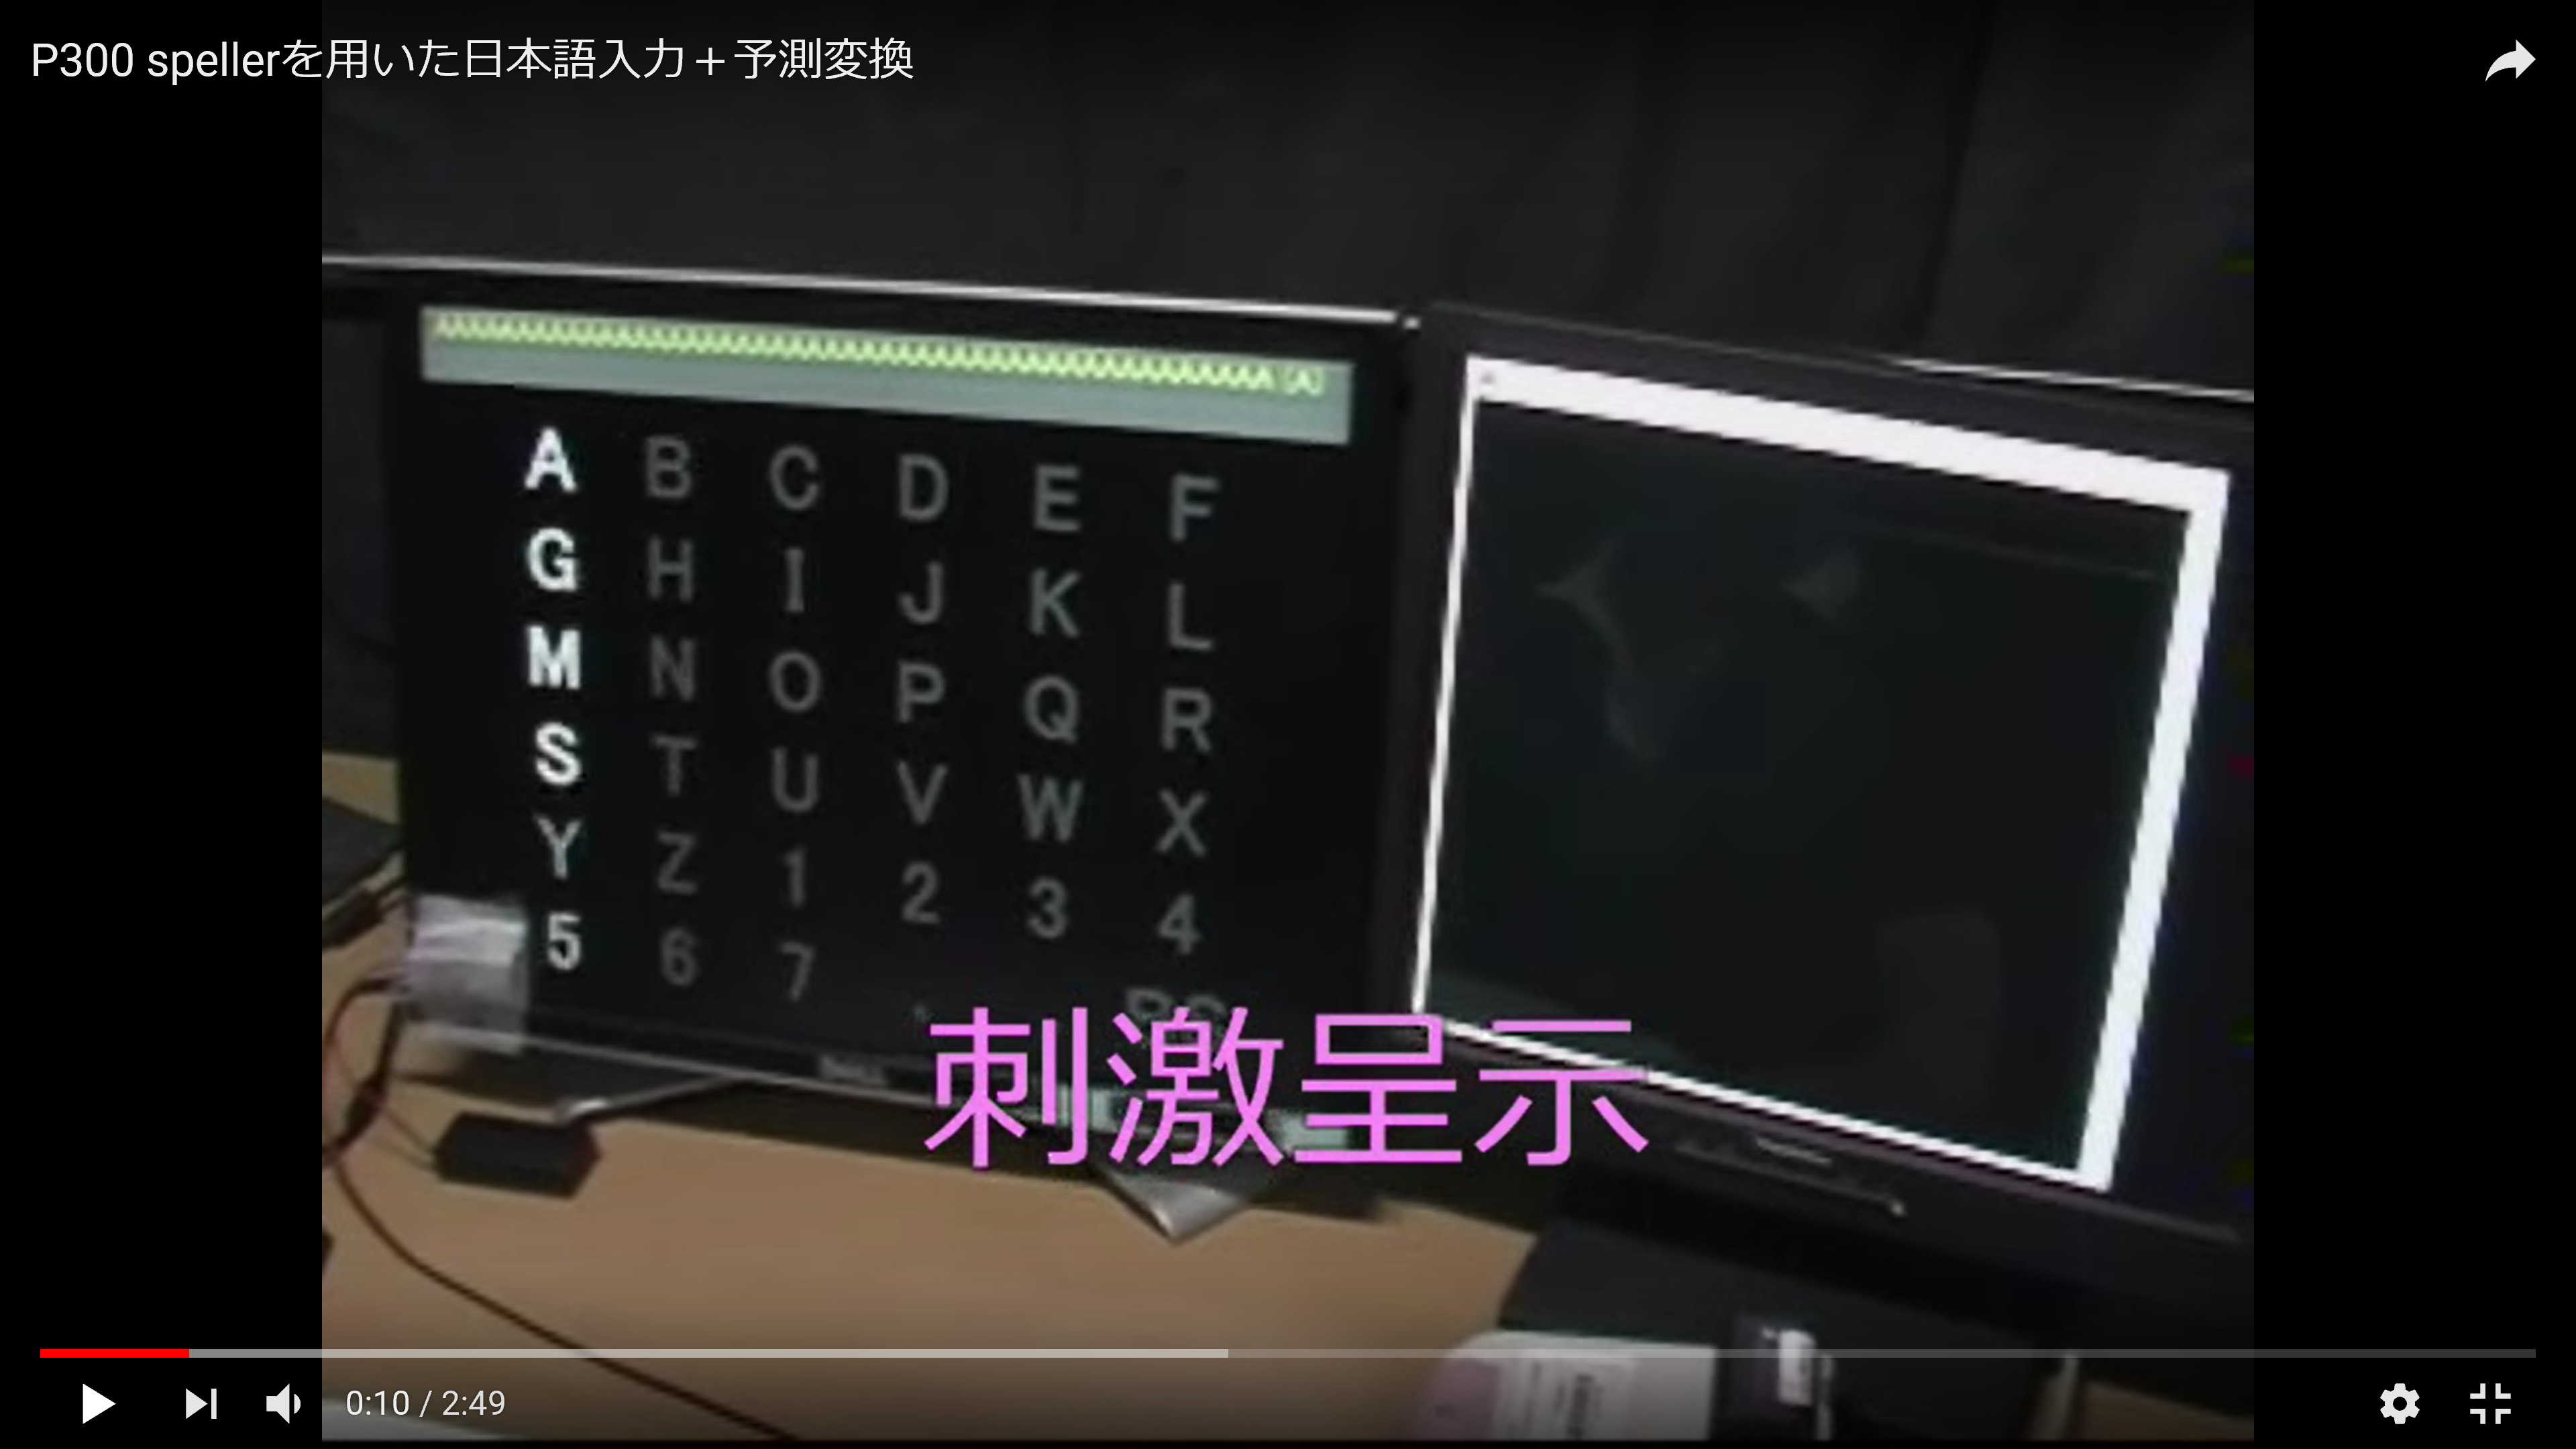 P300 spellerを用いた日本語入力＋予測変換
A B C D E F
G H I J K L
M N O P Q R
S T U V W X
Y Z 1 2 3 4
5 6 7
刺激呈示
0:10 / 2:49